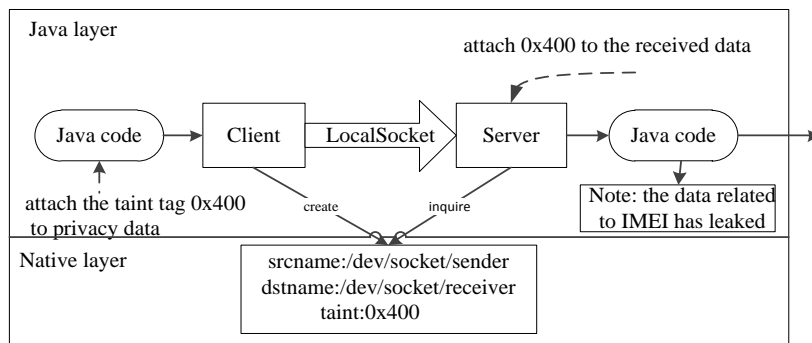 Java layer
attach 0x400 to the received data
Java code
Client
LocalSocket
Server
Java code
attach the taint tag 0x400
to privacy data
create
inquire
Note: the data related
to IMEI has leaked
Native layer
srcname:/dev/socket/sender
dstname:/dev/socket/receiver
taint:0x400